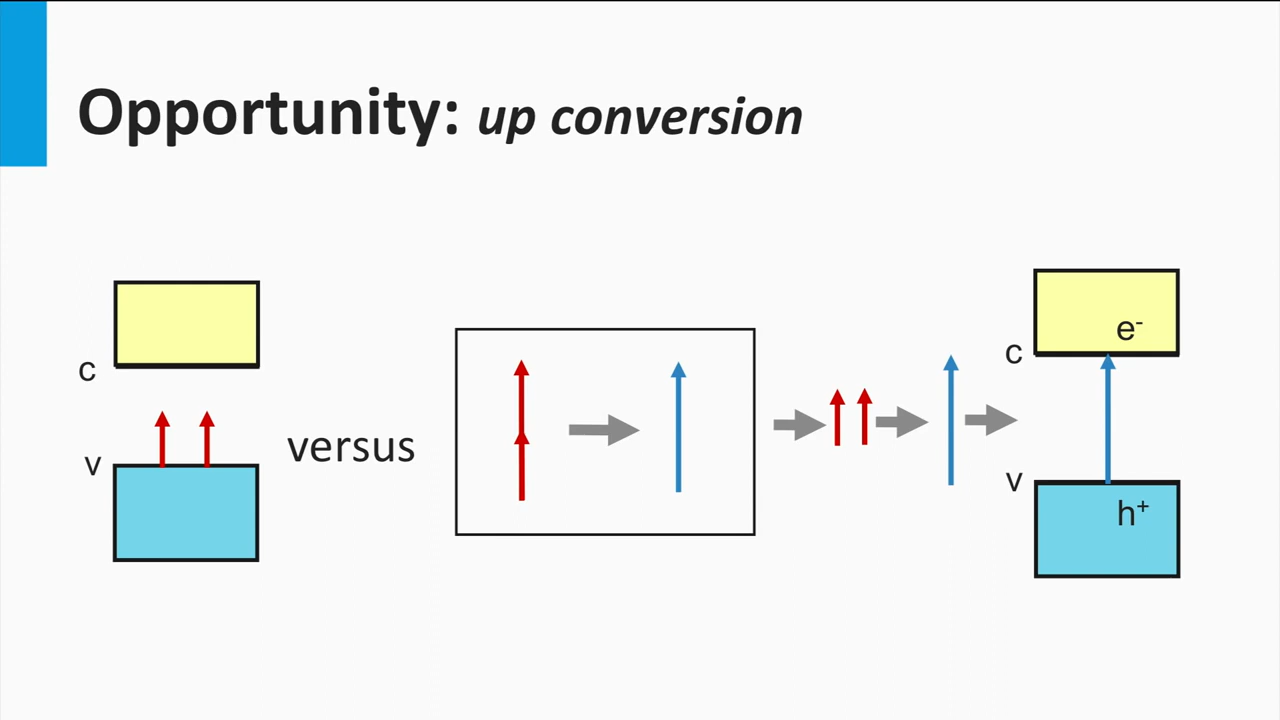 Opportunity: up conversion
c
v
versus
c
e⁻
v
h⁺